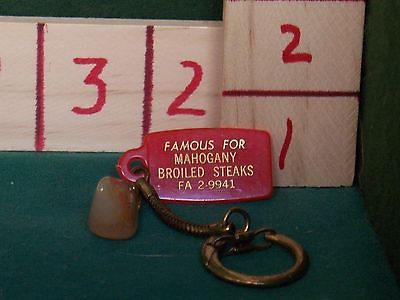 3 2 2
1
FAMOUS FOR
MAHOGANY
BROILED STEAKS
FA 2-9941